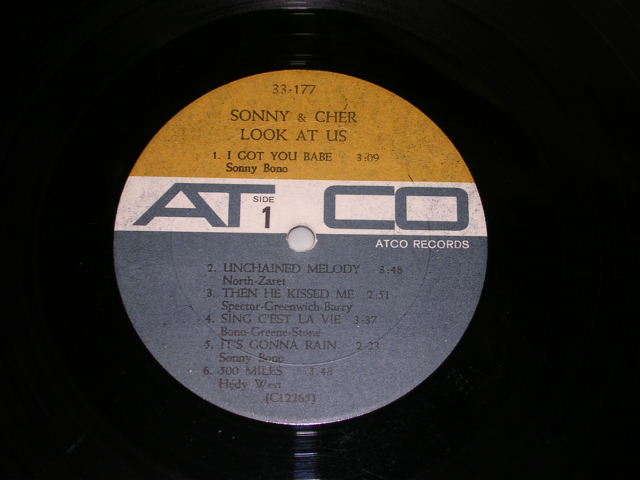 33-177
SONNY & CHER
LOOK AT US
1. I GOT YOU BABE 3:09
Sonny Bono
ATCO
SIDE
1
ATCO RECORDS
2. UNCHAINED MELODY 3:48
North-Zaret
3. THEN HE KISSED ME 2:51
Spector-Greenwich-Barry
4. SING C'EST LA VIE 3:37
Bono-Greene-Stone
5. IT'S GONNA RAIN 2:23
Sonny Bono
6. 500 MILES 3:48
Hedy West
(C12265)